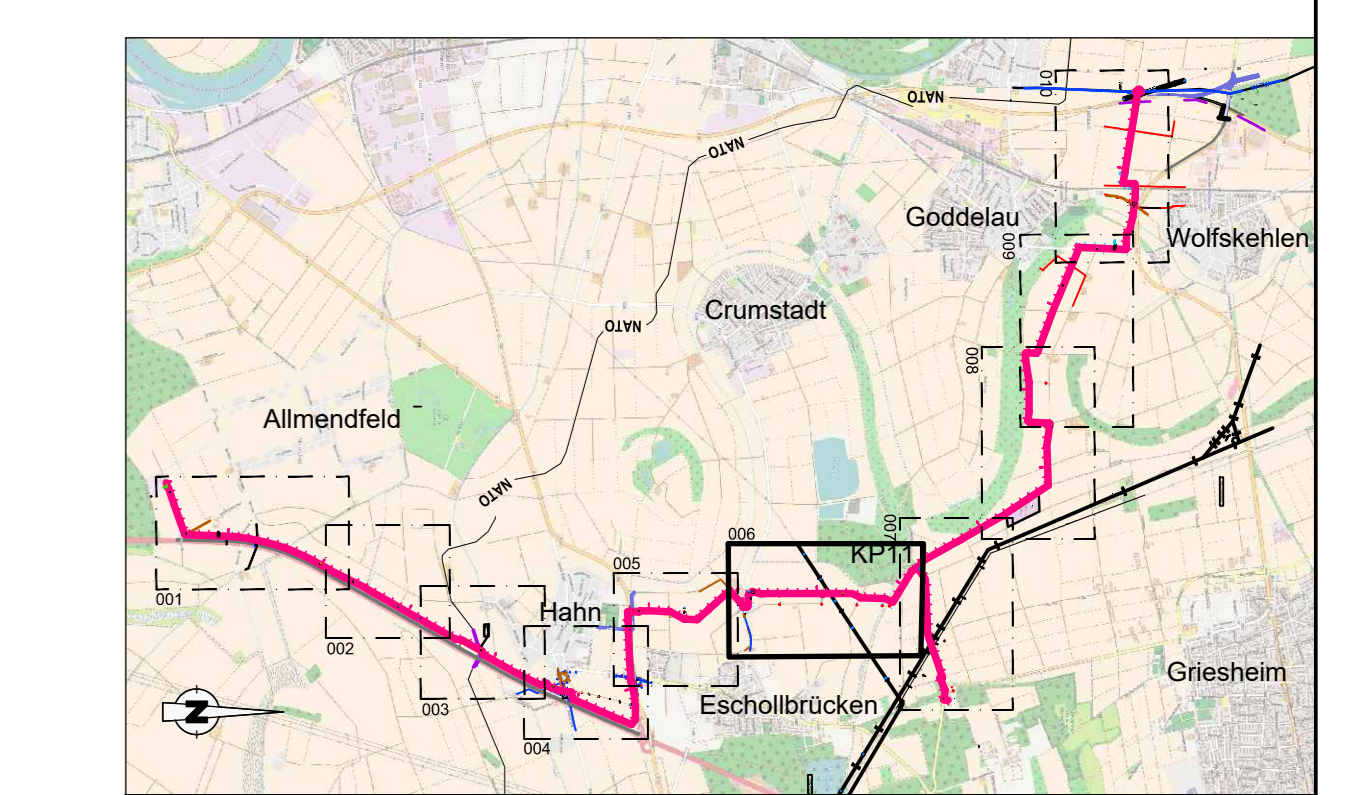 010
NATO
NATO
Goddelau
Wolfskehlen
009
Crumstadt
NATO
008
Allmendfeld
NATO
007
KP11
006
005
001
Hahn
002
Griesheim
003
Eschollbrücken
N
004